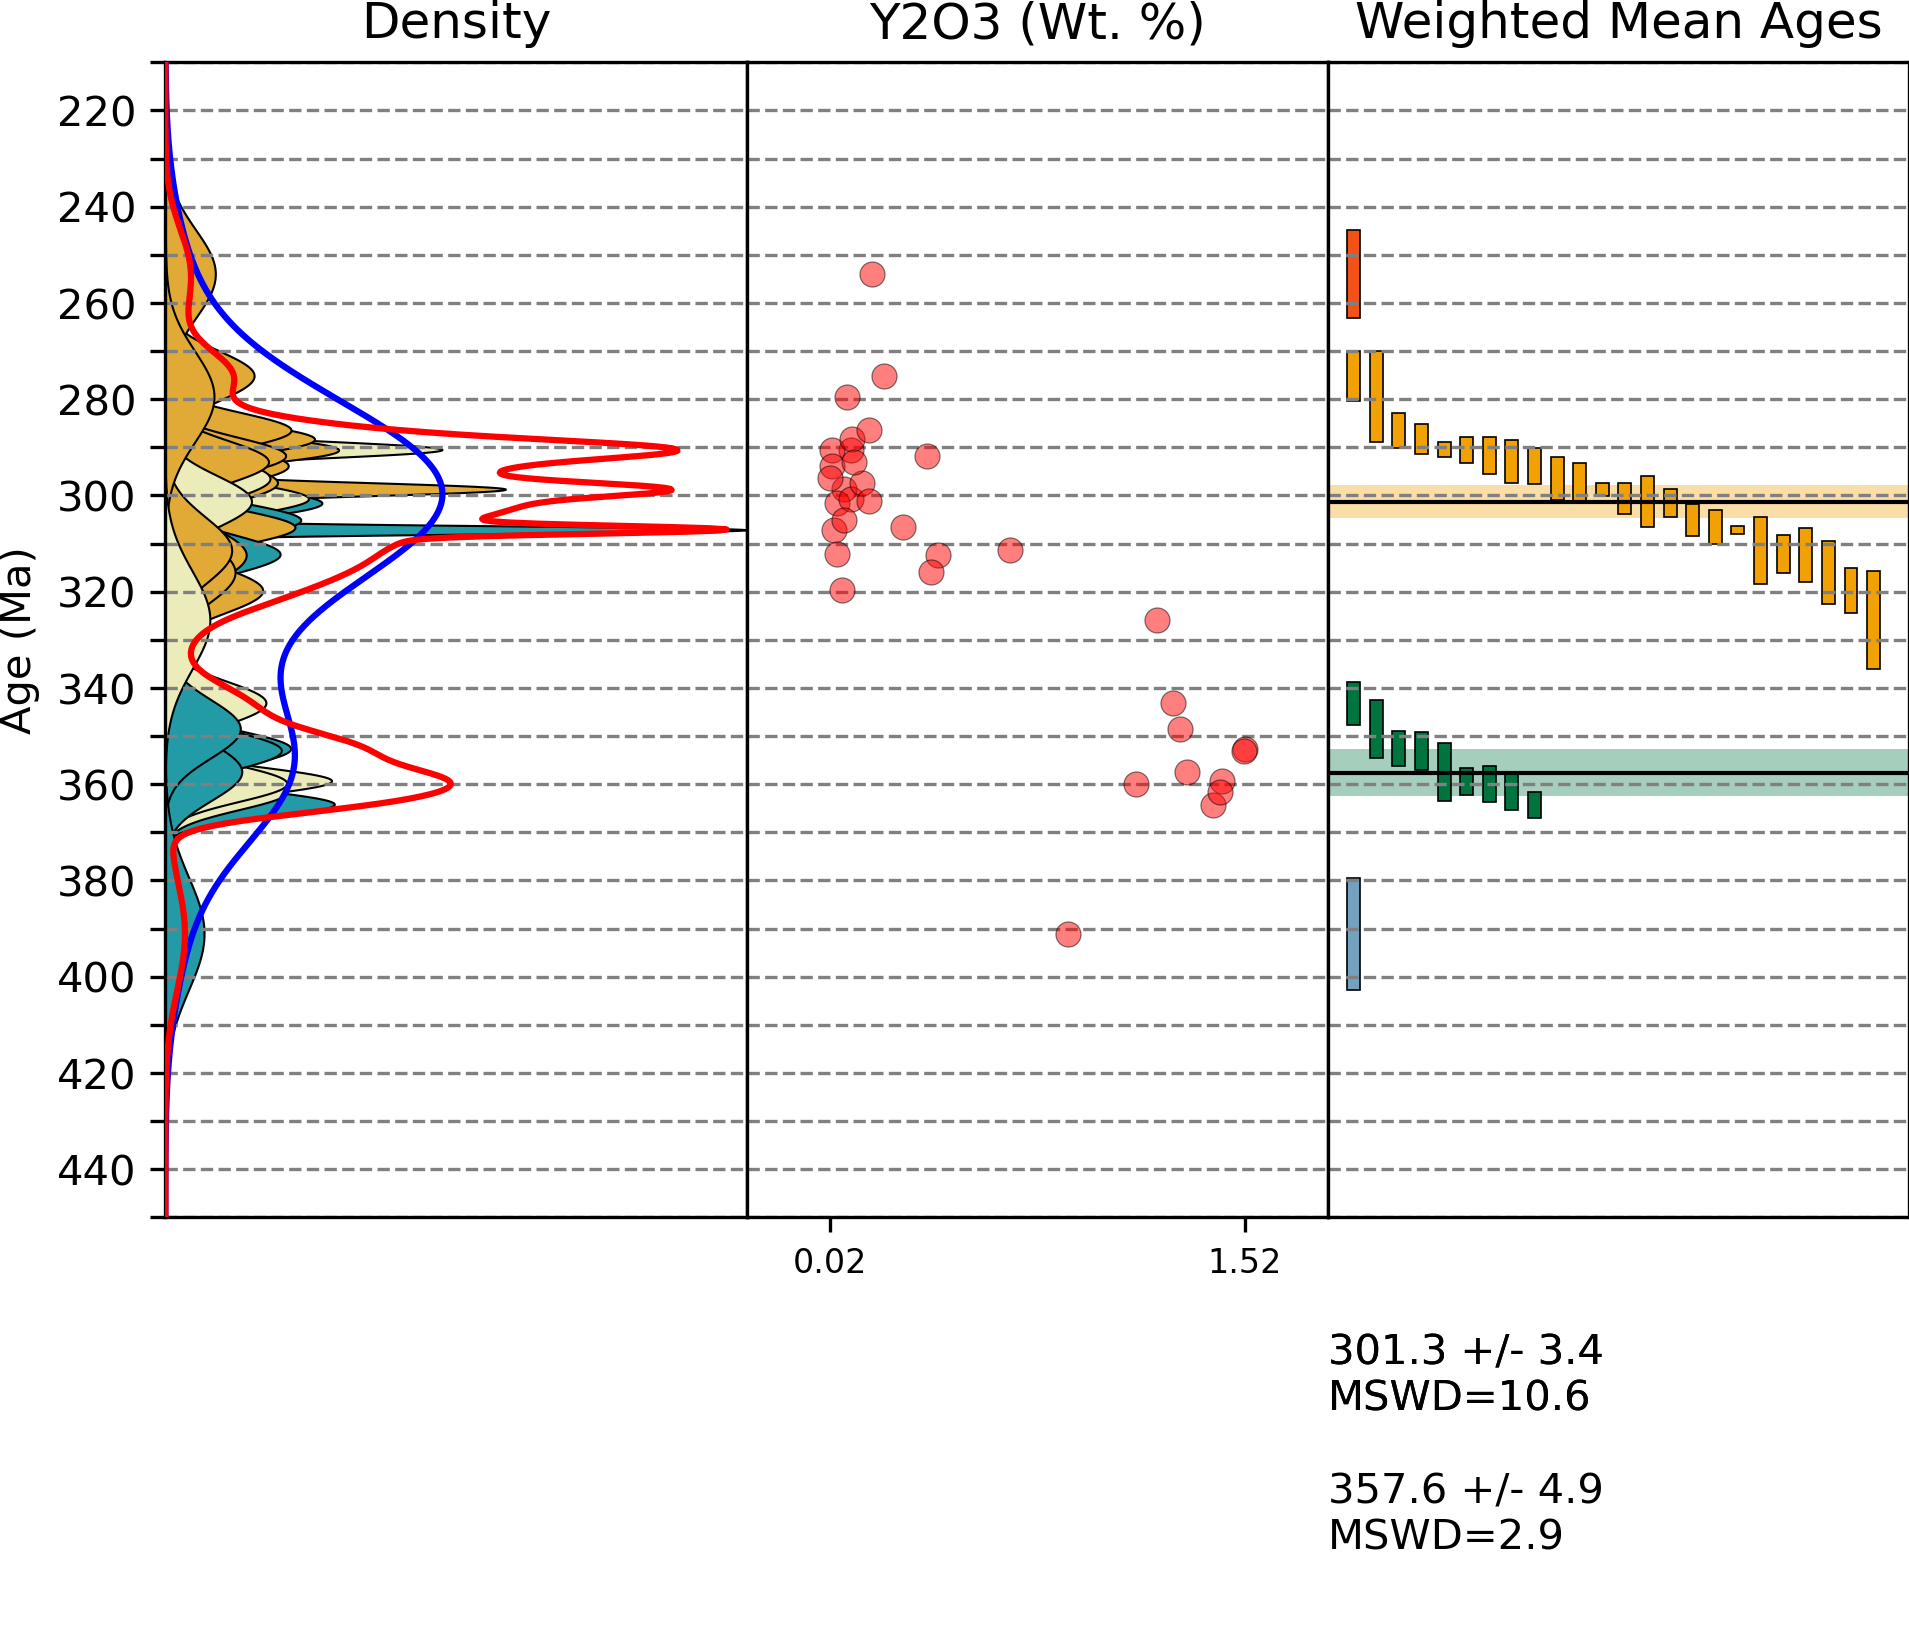 Density
Y2O3 (Wt. %)
Weighted Mean Ages
Age (Ma)
220
240
260
280
300
320
340
360
380
400
420
440
0.02
1.52
301.3 +/- 3.4
MSWD=10.6
357.6 +/- 4.9
MSWD=2.9